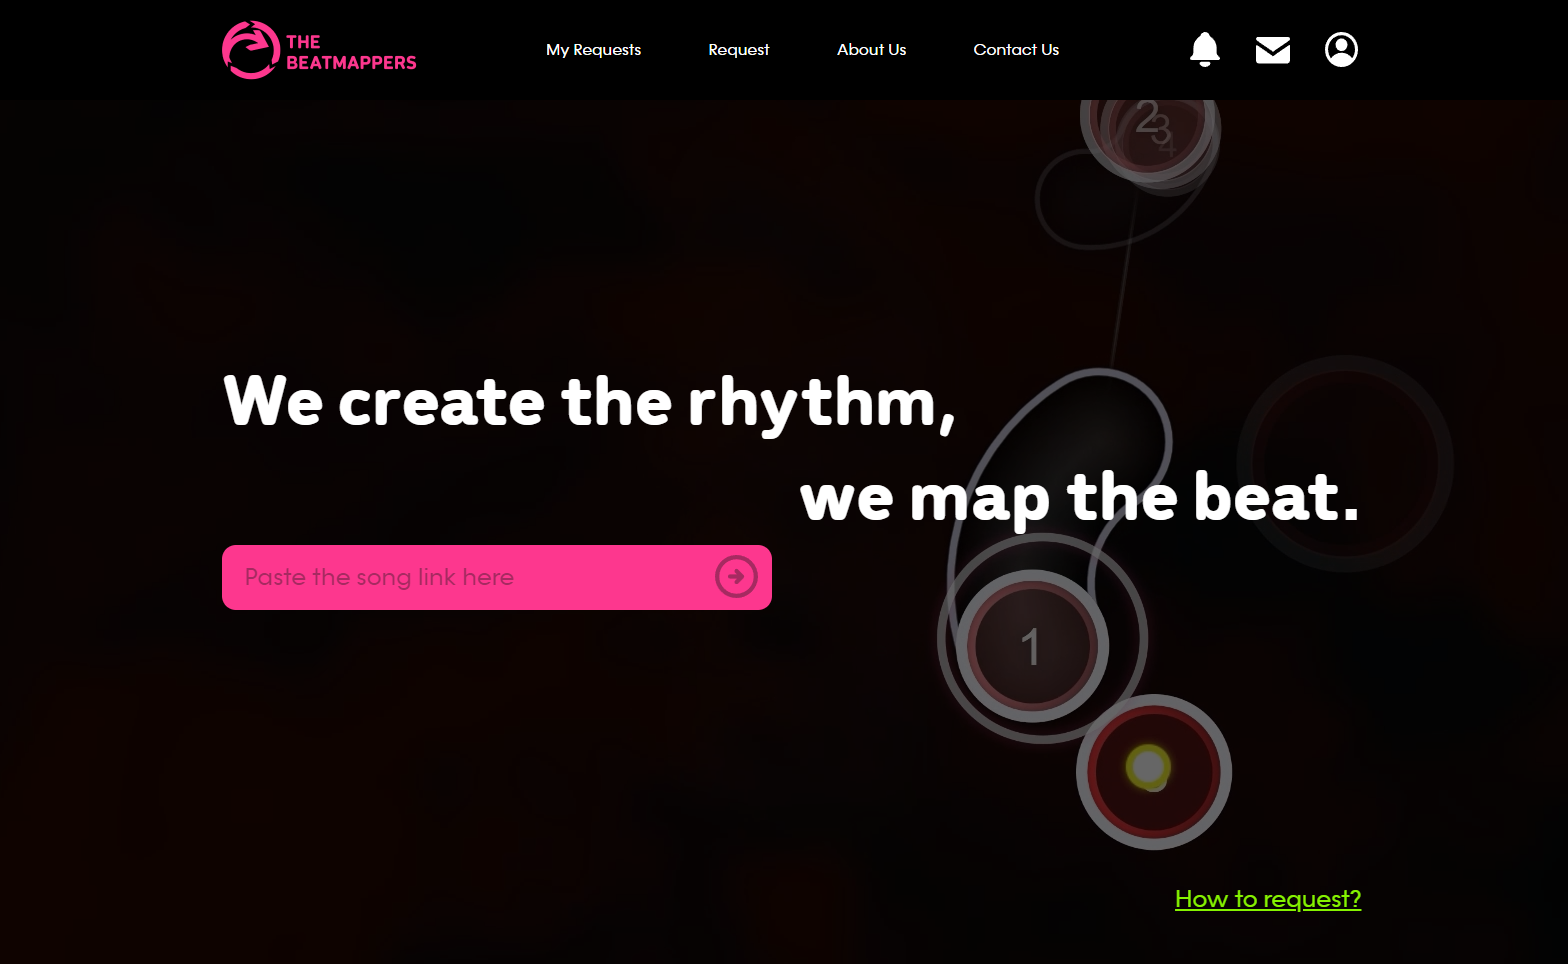 THE
BEATMAPPERS
My Requests
Request
About Us
Contact Us
2
3
4
We create the rhythm,
we map the beat.
Paste the song link here
1
How to request?